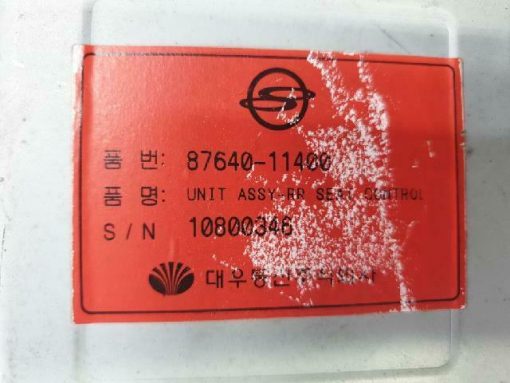 품 번: 87640-11400
품 명: UNIT ASSY-RR SEAT CONTROL
S / N 10800346